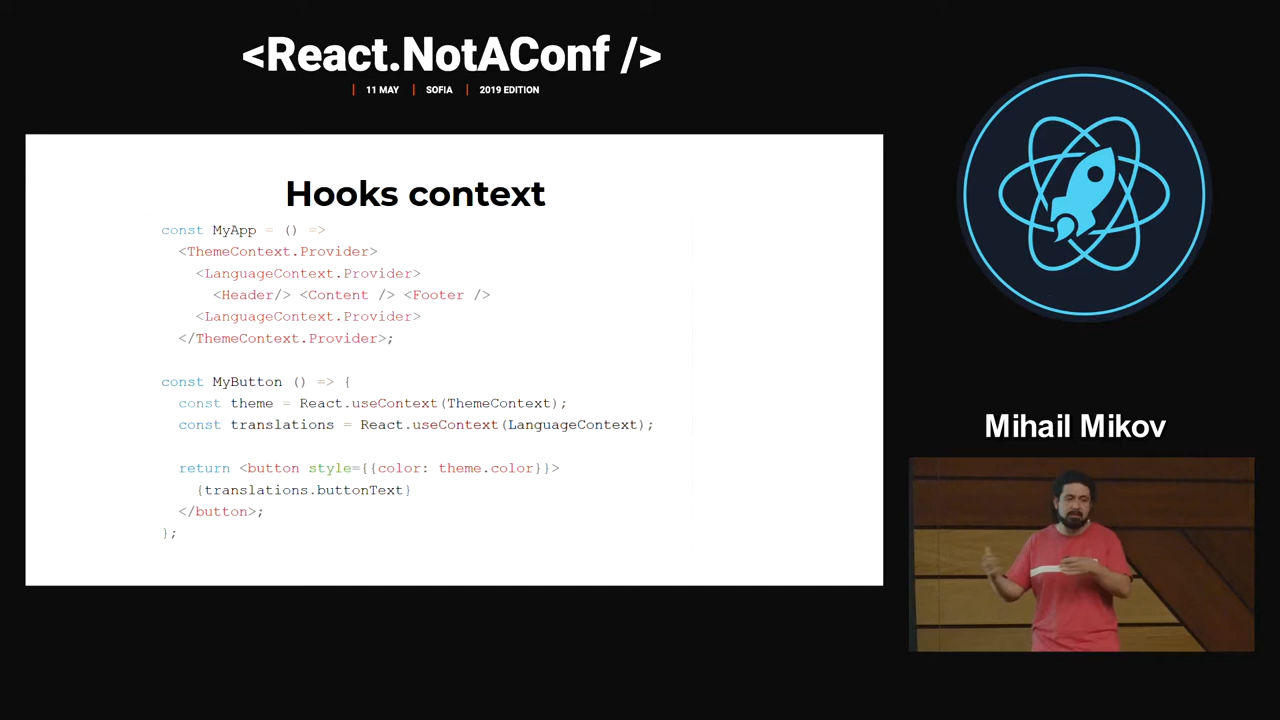 <React.NotAConf />
| 11 MAY | SOFIA | 2019 EDITION
Hooks context
const MyApp = () =>
  <ThemeContext.Provider>
    <LanguageContext.Provider>
      <Header/> <Content /> <Footer />
    <LanguageContext.Provider>
  </ThemeContext.Provider>;
const MyButton () => {
  const theme = React.useContext(ThemeContext);
  const translations = React.useContext(LanguageContext);
  return <button style={{color: theme.color}}>
    {translations.buttonText}
  </button>;
};
Mihail Mikov